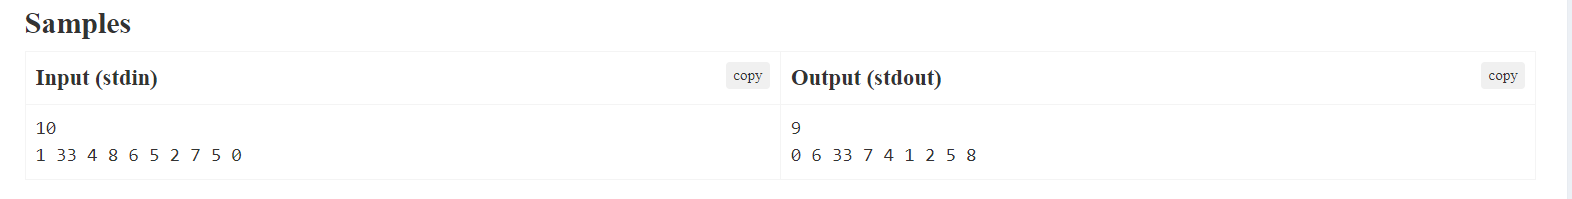 Samples
Input (stdin)
copy
Output (stdout)
copy
10
1 33 4 8 6 5 2 7 5 0
9
0 6 33 7 4 1 2 5 8